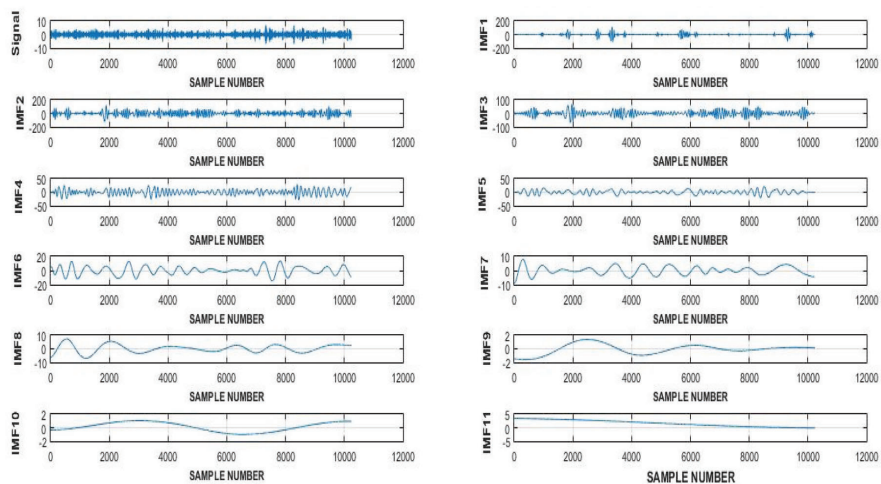 Signal
10
0
-10
0 2000 4000 6000 8000 10000 12000
SAMPLE NUMBER
IMF1
200
0
-200
0 2000 4000 6000 8000 10000 12000
SAMPLE NUMBER
IMF2
200
0
-200
0 2000 4000 6000 8000 10000 12000
SAMPLE NUMBER
IMF3
100
0
-100
0 2000 4000 6000 8000 10000 12000
SAMPLE NUMBER
IMF4
50
0
-50
0 2000 4000 6000 8000 10000 12000
SAMPLE NUMBER
IMF5
50
0
-50
0 2000 4000 6000 8000 10000 12000
SAMPLE NUMBER
IMF6
20
0
-20
0 2000 4000 6000 8000 10000 12000
SAMPLE NUMBER
IMF7
10
0
-10
0 2000 4000 6000 8000 10000 12000
SAMPLE NUMBER
IMF8
10
0
-10
0 2000 4000 6000 8000 10000 12000
SAMPLE NUMBER
IMF9
2
0
-2
0 2000 4000 6000 8000 10000 12000
SAMPLE NUMBER
IMF10
2
0
-2
0 2000 4000 6000 8000 10000 12000
SAMPLE NUMBER
IMF11
5
0
-5
0 2000 4000 6000 8000 10000 12000
SAMPLE NUMBER